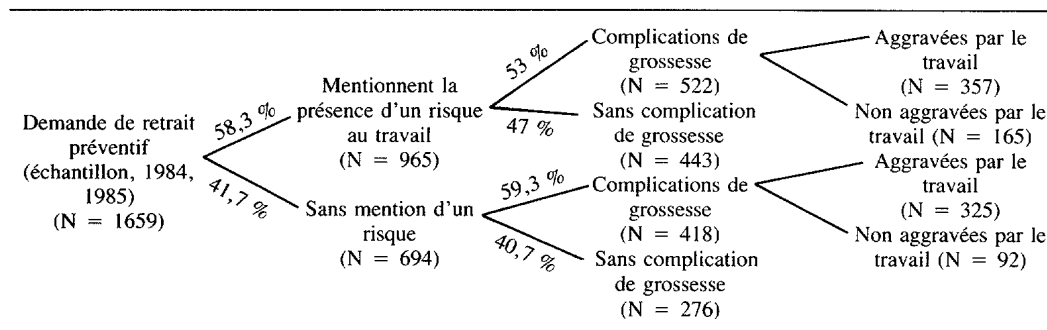 Demande de retrait
préventif
(échantillon, 1984,
1985)
(N = 1659)
58,3 %
41,7 %
Mentionnent la
présence d'un risque
au travail
(N = 965)
Sans mention d'un
risque
(N = 694)
53 %
47 %
59,3 %
40,7 %
Complications de
grossesse
(N = 522)
Sans complication
de grossesse
(N = 443)
Complications de
grossesse
(N = 418)
Sans complication
de grossesse
(N = 276)
Aggravées par le
travail
(N = 357)
Non aggravées par le
travail (N = 165)
Aggravées par le
travail
(N = 325)
Non aggravées par le
travail (N = 92)